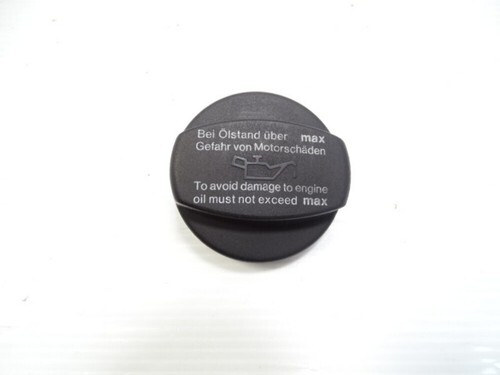 Bei Ölstand über max
Gefahr von Motorschäden
To avoid damage to engine
oil must not exceed max